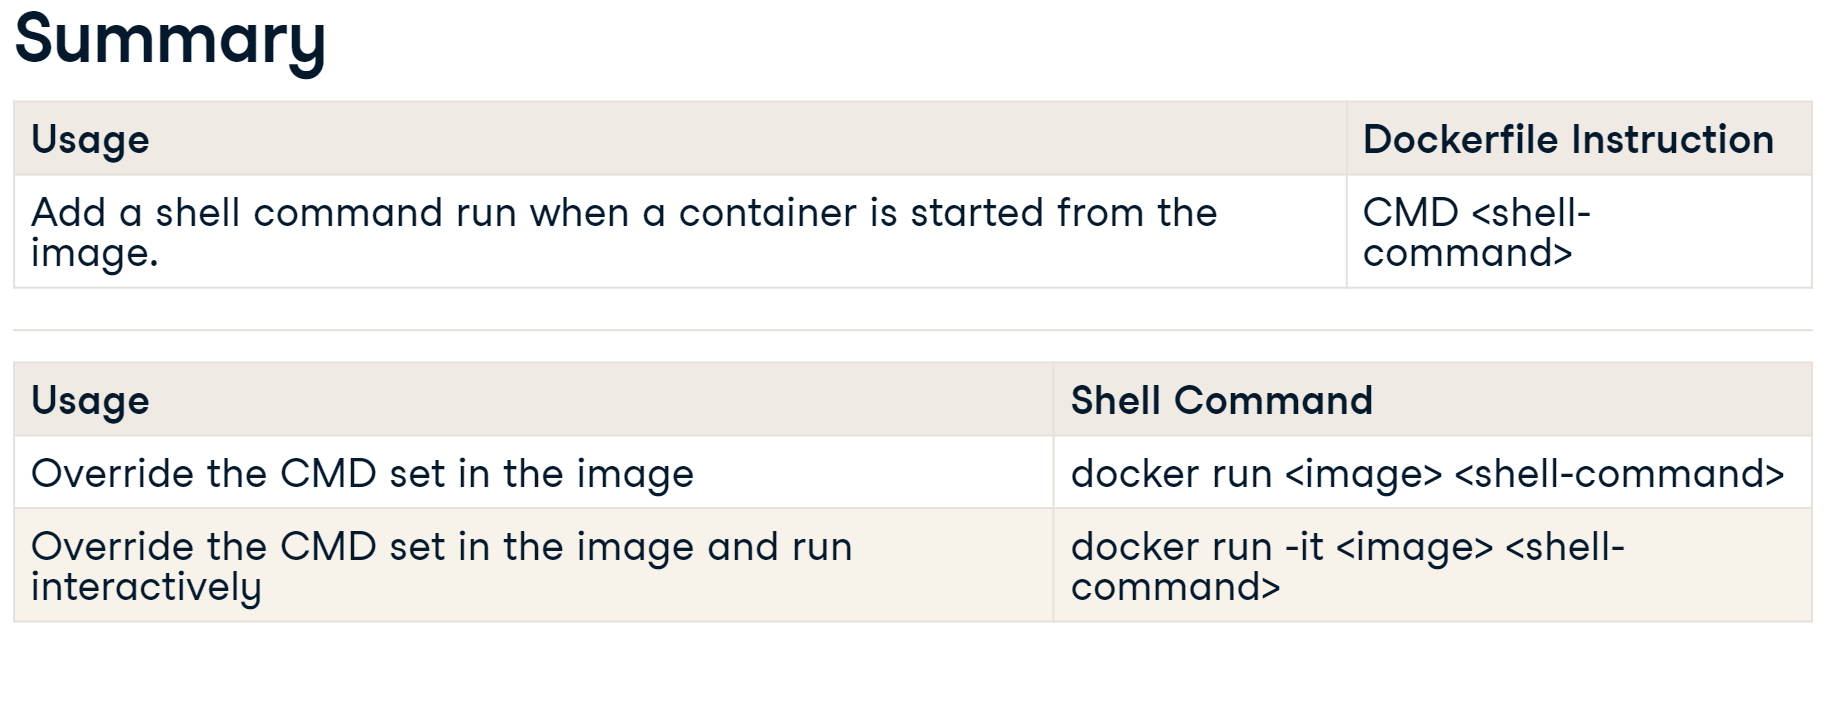 Summary
Usage
Dockerfile Instruction
Add a shell command run when a container is started from the
image.
CMD <shell-
command>
Usage
Shell Command
Override the CMD set in the image
docker run <image> <shell-command>
Override the CMD set in the image and run
interactively
docker run -it <image> <shell-
command>